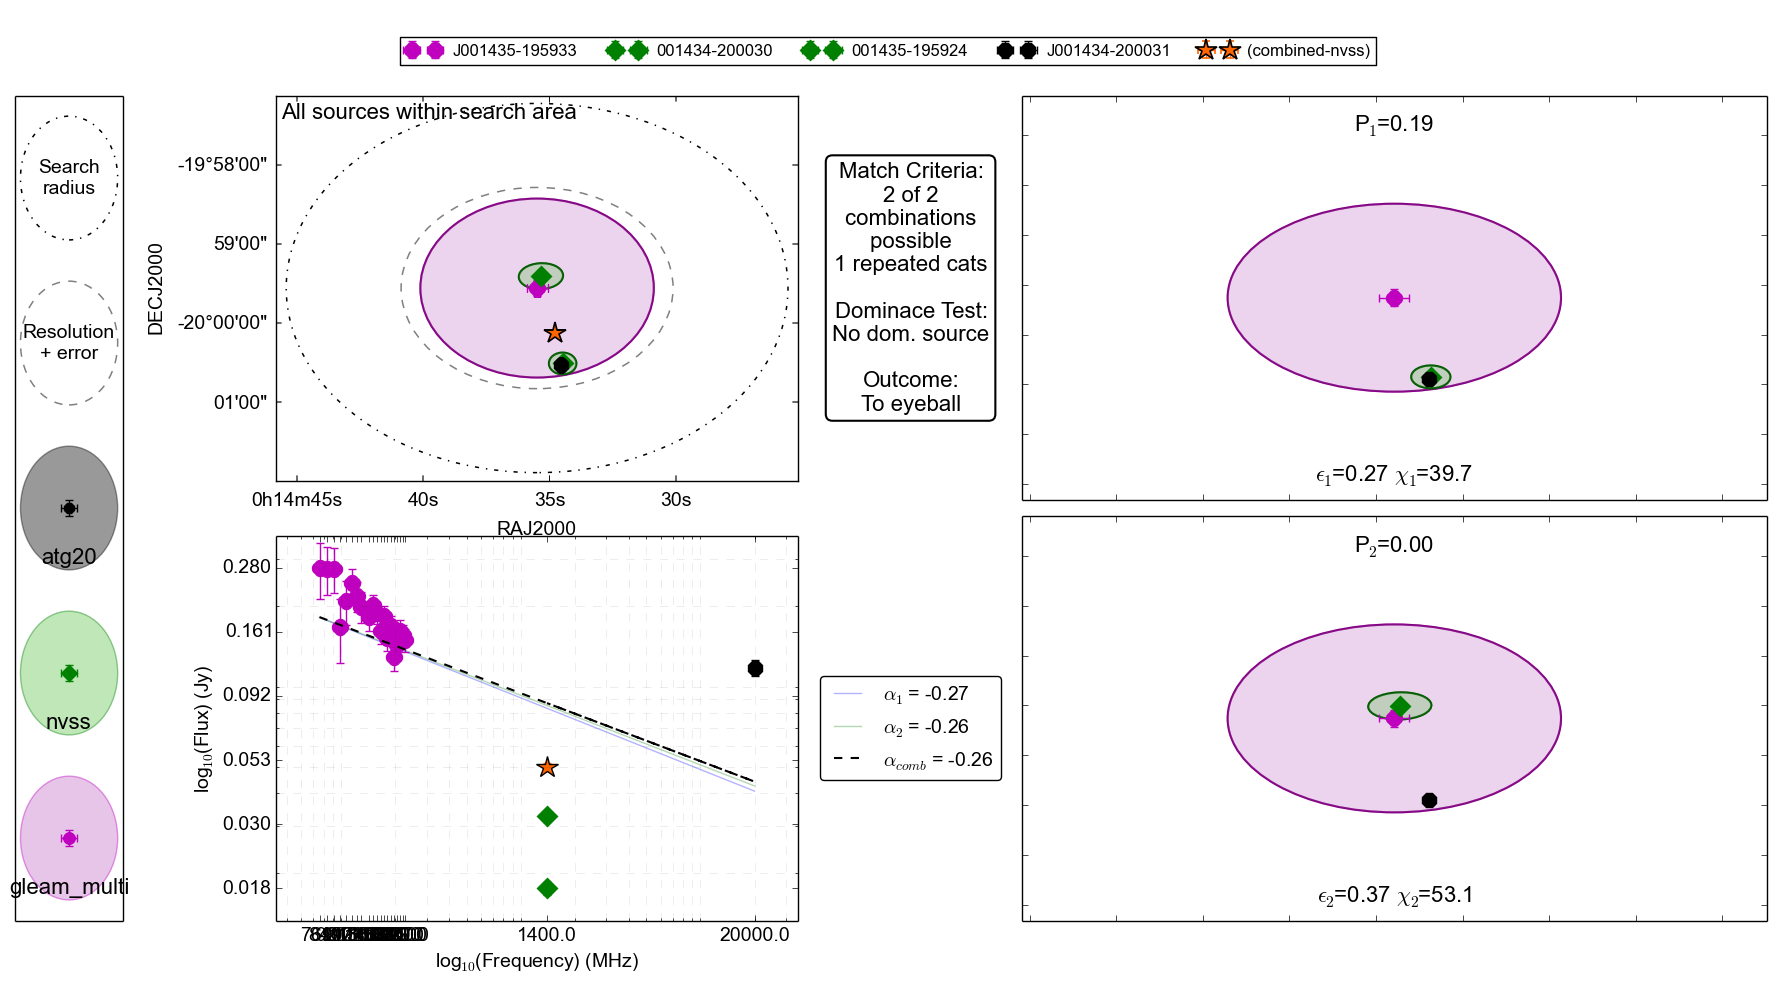 J001435-195933 001434-200030 001435-195924 J001434-200031 (combined-nvss)
Search
radius
Resolution
+ error
atg20
nvss
gleam_multi
All sources within search area
DECJ2000
-19°58'00"
59'00"
-20°00'00"
01'00"
0h14m45s 40s 35s 30s
RAJ2000
Match Criteria:
2 of 2
combinations
possible
1 repeated cats
Dominace Test:
No dom. source
Outcome:
To eyeball
P1=0.19
ϵ1=0.27 χ1=39.7
log10(Flux) (Jy)
0.280
0.161
0.092
0.053
0.030
0.018
1400.0 20000.0
log10(Frequency) (MHz)
α1 = -0.27
α2 = -0.26
αcomb = -0.26
P2=0.00
ϵ2=0.37 χ2=53.1